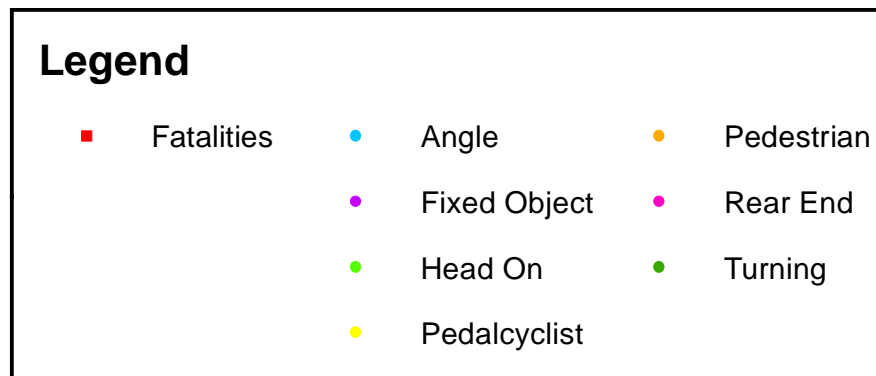 Legend
Fatalities Angle Pedestrian
Fixed Object Rear End
Head On Turning
Pedalcyclist